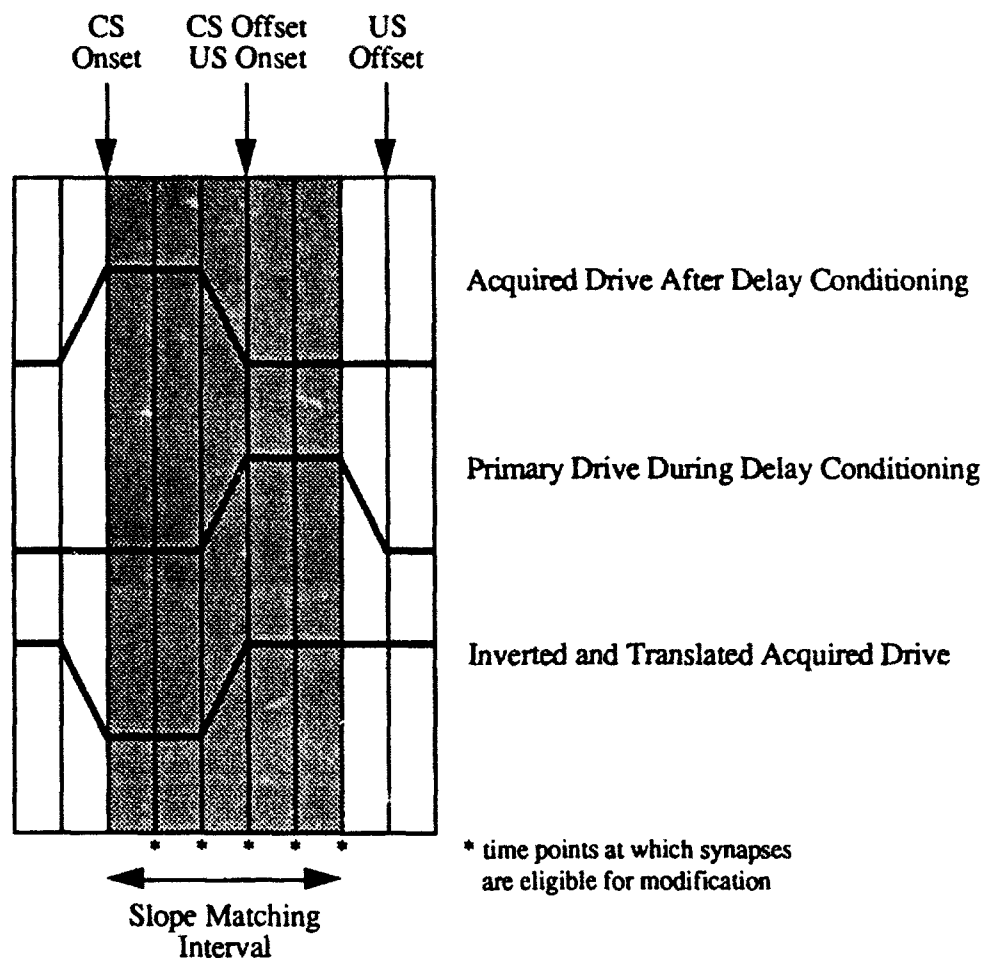 CS
Onset
CS Offset
US Onset
US
Offset
Acquired Drive After Delay Conditioning
Primary Drive During Delay Conditioning
Inverted and Translated Acquired Drive
* * * * *
* time points at which synapses
are eligible for modification
Slope Matching
Interval